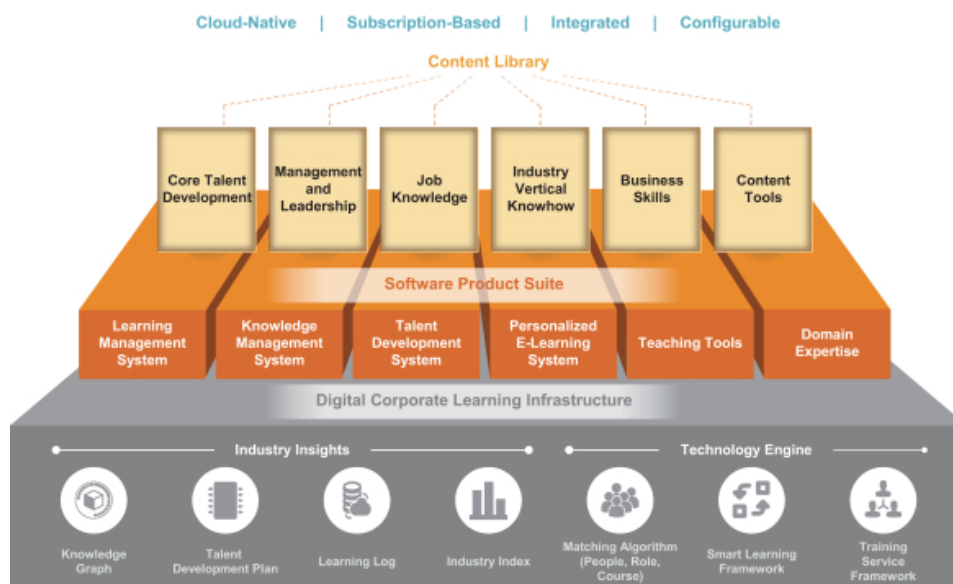 Cloud-Native | Subscription-Based | Integrated | Configurable
Content Library
Core Talent
Development
Management
and
Leadership
Job
Knowledge
Industry
Vertical
Knowhow
Business
Skills
Content
Tools
Software Product Suite
Learning
Management
System
Knowledge
Management
System
Talent
Development
System
Personalized
E-Learning
System
Teaching Tools
Domain
Expertise
Digital Corporate Learning Infrastructure
Industry Insights
Technology Engine
Knowledge
Graph
Talent
Development Plan
Learning Log
Industry Index
Matching Algorithm
(People, Role,
Course)
Smart Learning
Framework
Training
Service
Framework